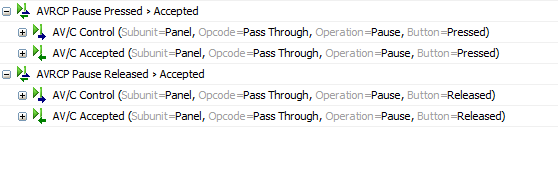 AVRCP Pause Pressed > Accepted
AV/C Control (Subunit=Panel, Opcode=Pass Through, Operation=Pause, Button=Pressed)
AV/C Accepted (Subunit=Panel, Opcode=Pass Through, Operation=Pause, Button=Pressed)
AVRCP Pause Released > Accepted
AV/C Control (Subunit=Panel, Opcode=Pass Through, Operation=Pause, Button=Released)
AV/C Accepted (Subunit=Panel, Opcode=Pass Through, Operation=Pause, Button=Released)